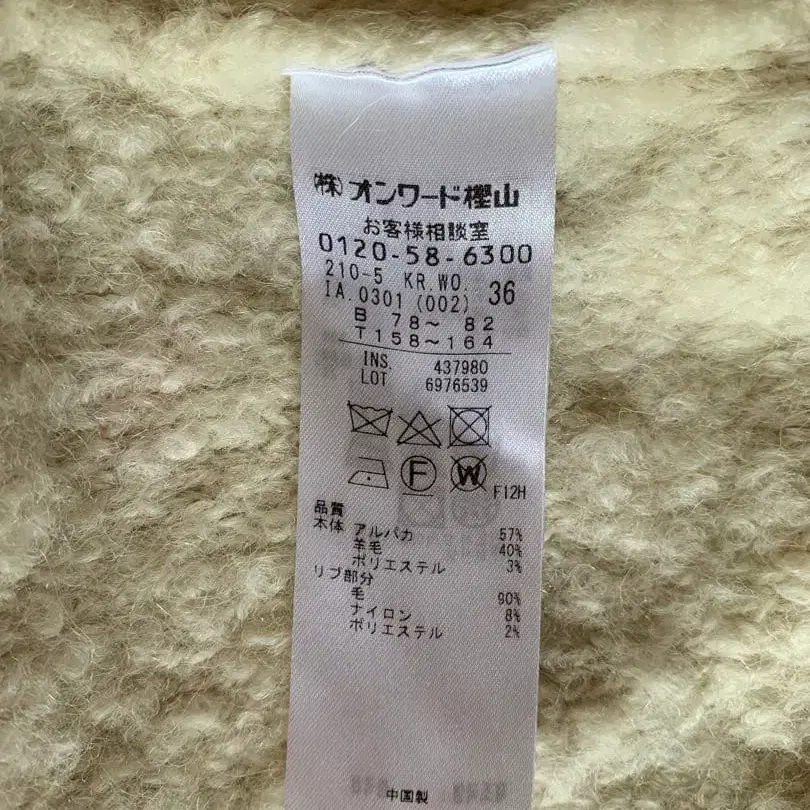 ㈱オンワード樫山
お客様相談室
0120-58-6300
210-5 KR.WO.
IA.0301 (002) 36
B 78～ 82
T158～164
INS. 437980
LOT 6976539
F W F12H
品質
本体 アルパカ 57%
羊毛 40%
ポリエステル 3%
リブ部分
毛 90%
ナイロン 8%
ポリエステル 2%
中国製